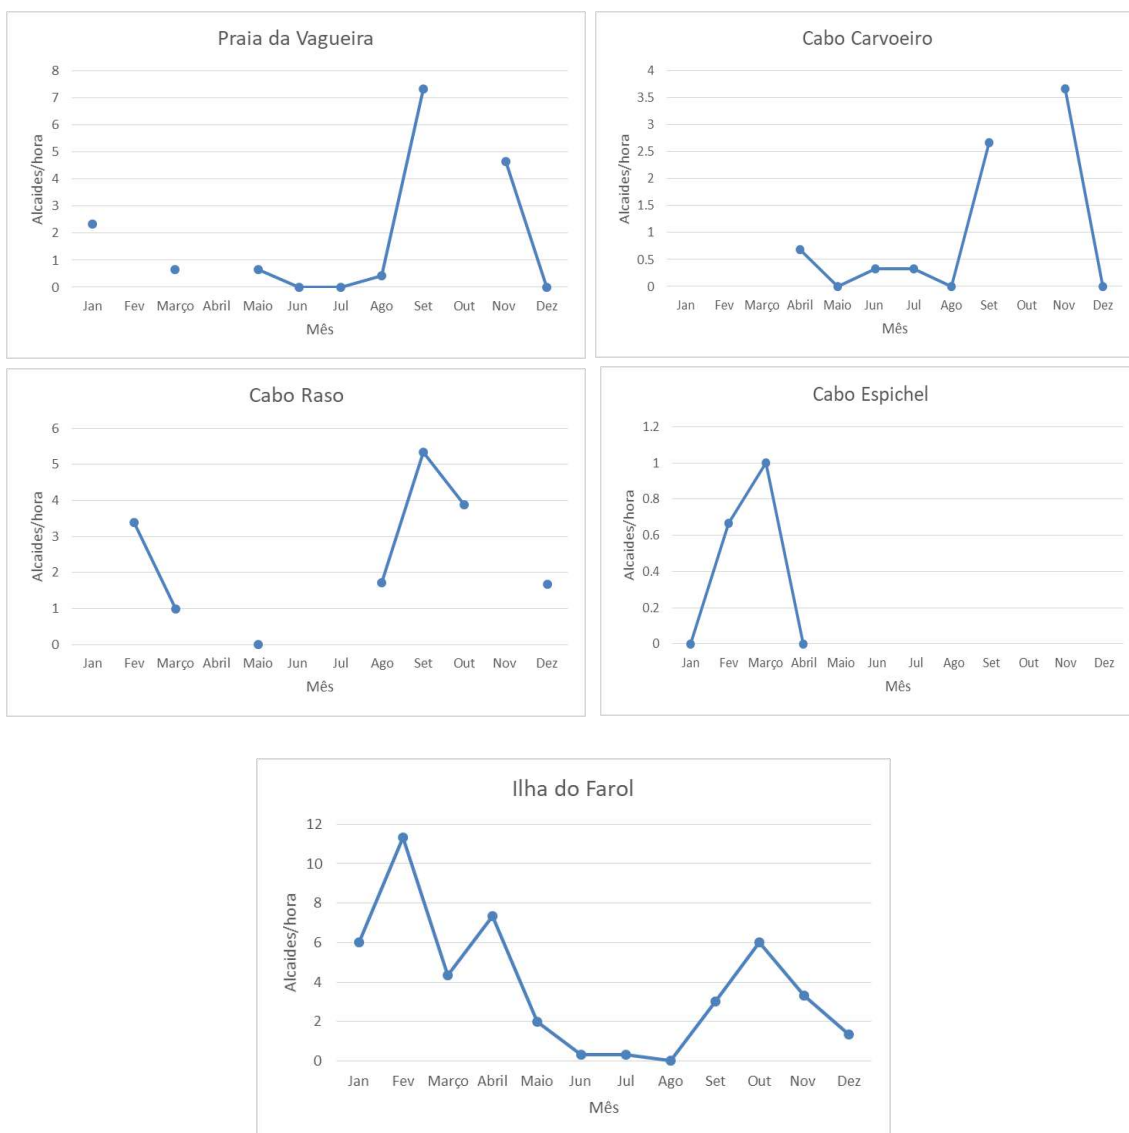 Praia da Vagueira
8
7
6
5
4
3
2
1
0
Alcaides/hora
Jan Fev Março Abril Maio Jun Jul Ago Set Out Nov Dez
Mês
Cabo Carvoeiro
4
3.5
3
2.5
2
1.5
1
0.5
0
Alcaides/hora
Jan Fev Março Abril Maio Jun Jul Ago Set Out Nov Dez
Mês
Cabo Raso
6
5
4
3
2
1
0
Alcaides/hora
Jan Fev Março Abril Maio Jun Jul Ago Set Out Nov Dez
Mês
Cabo Espichel
1.2
1
0.8
0.6
0.4
0.2
0
Alcaides/hora
Jan Fev Março Abril Maio Jun Jul Ago Set Out Nov Dez
Mês
Ilha do Farol
12
10
8
6
4
2
0
Alcaides/hora
Jan Fev Março Abril Maio Jun Jul Ago Set Out Nov Dez
Mês